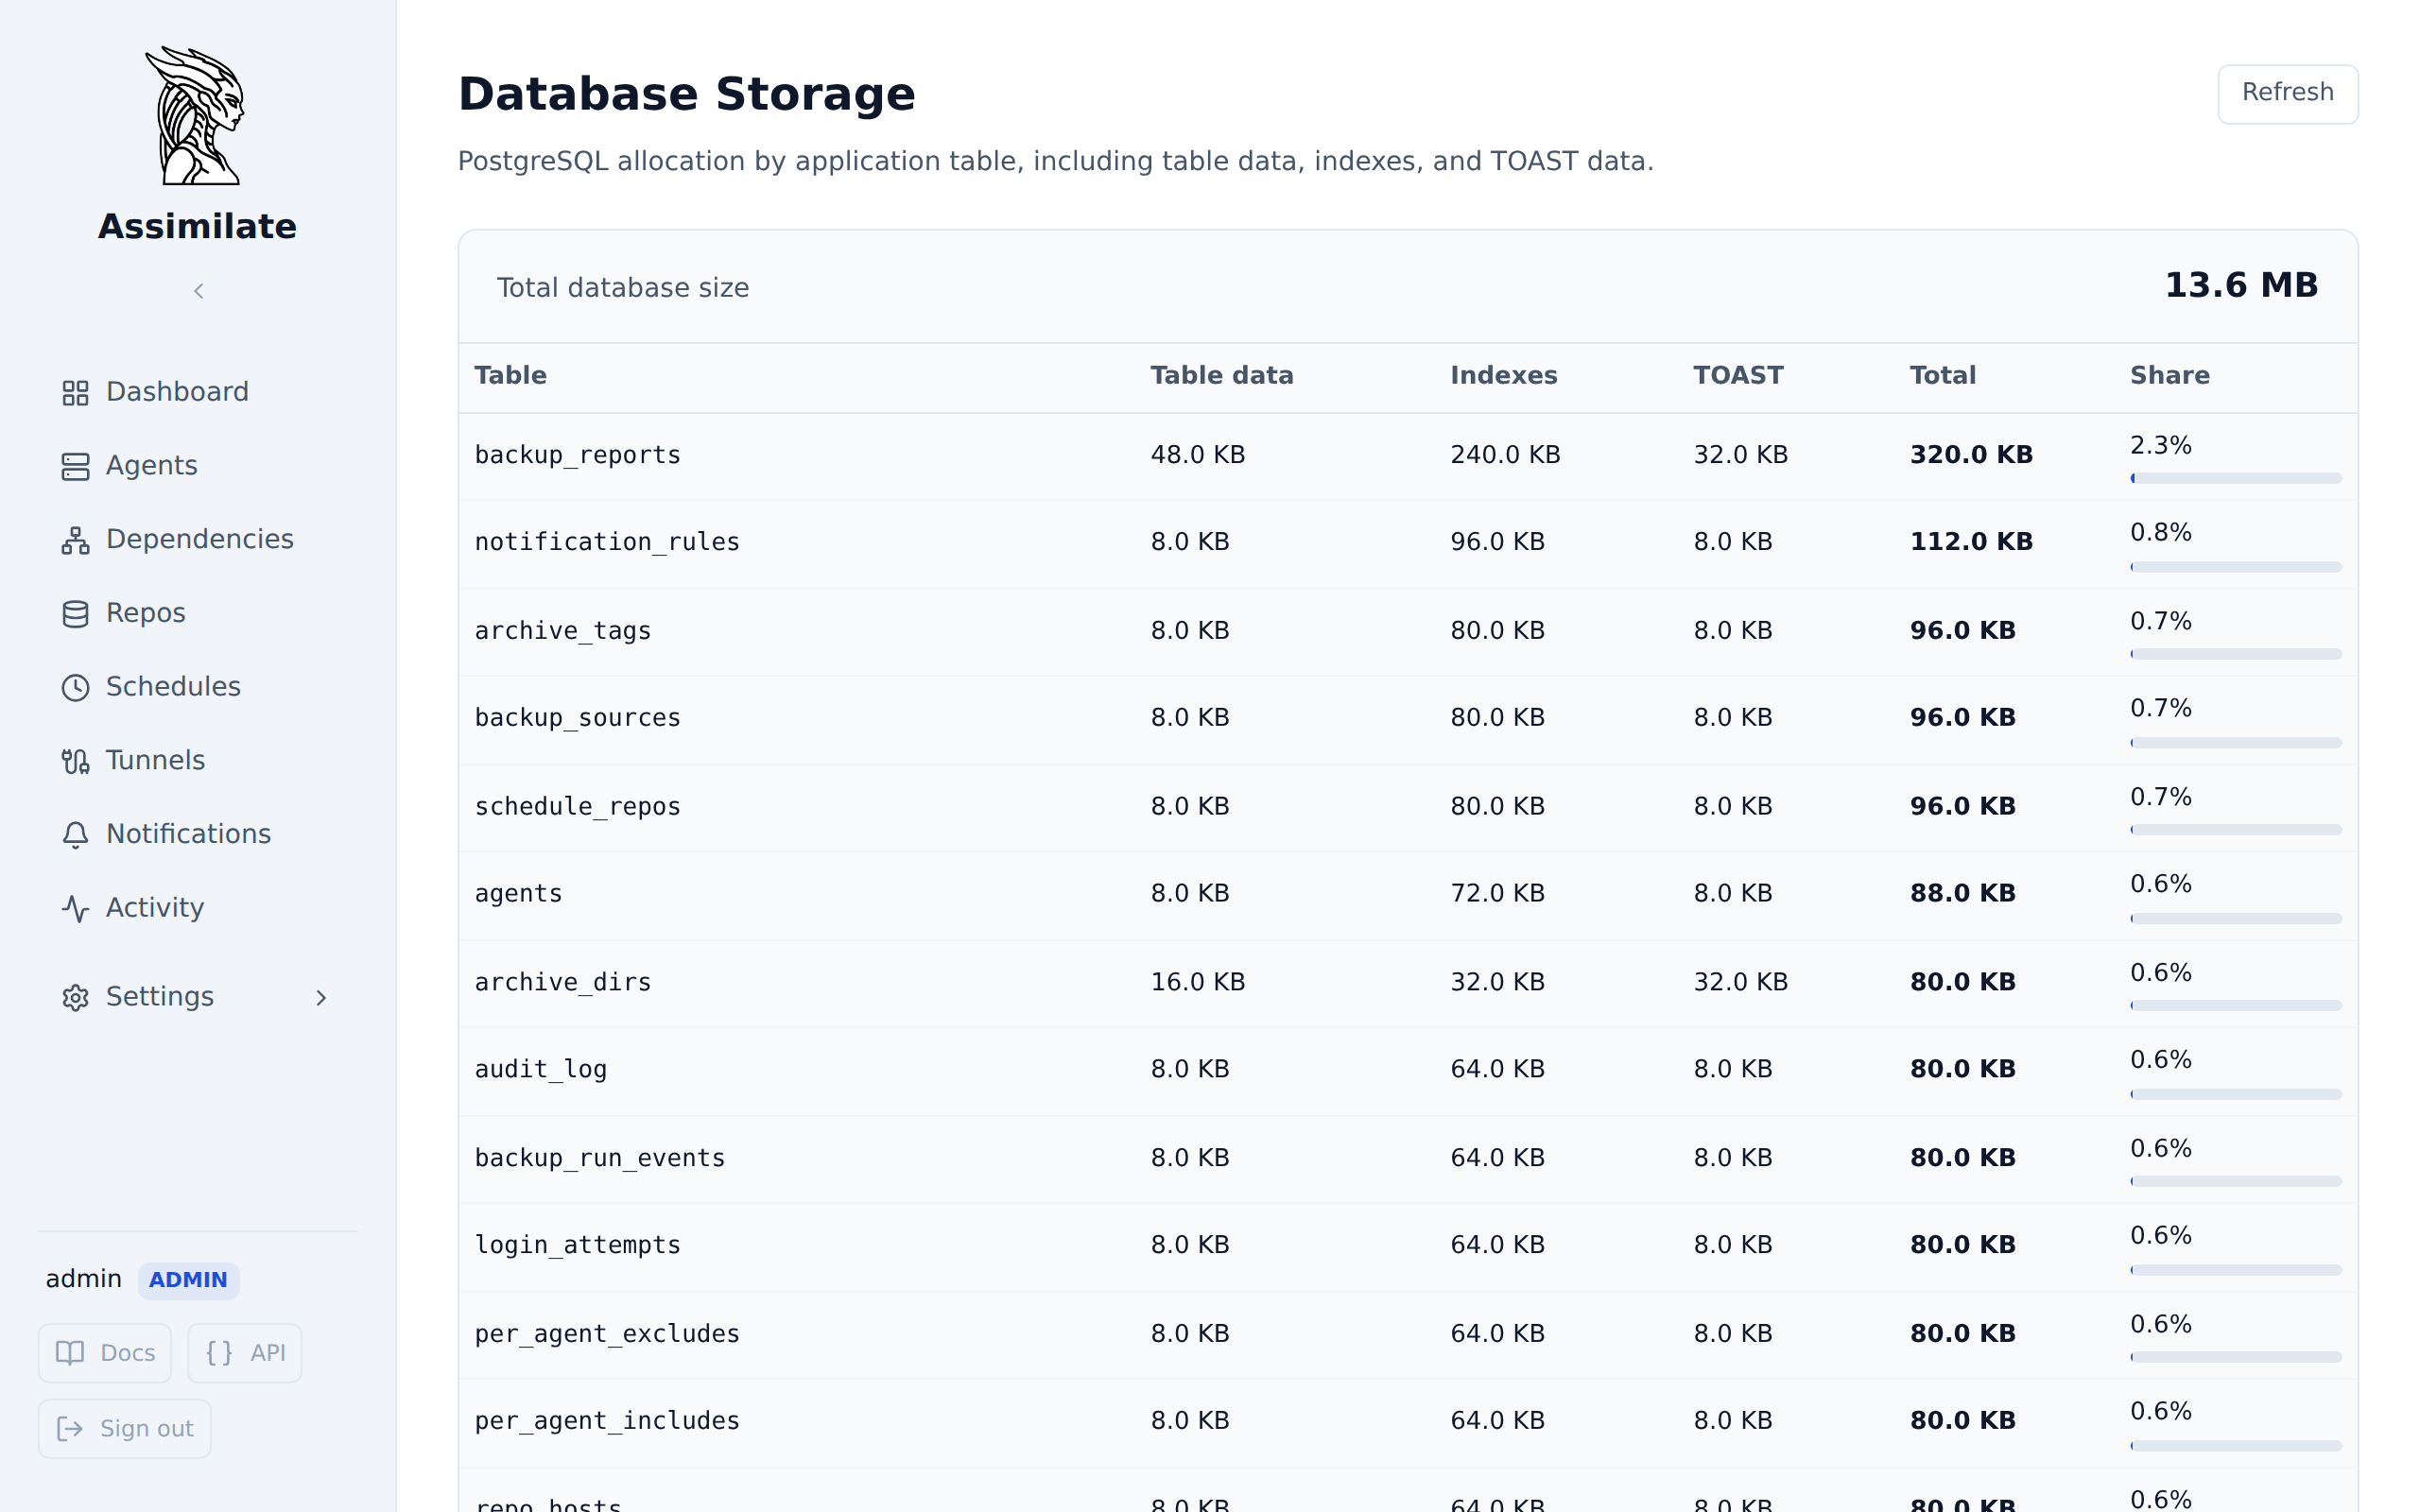 Assimilate
Dashboard
Agents
Dependencies
Repos
Schedules
Tunnels
Notifications
Activity
Settings
admin ADMIN
Docs API
Sign out
Database Storage
Refresh
PostgreSQL allocation by application table, including table data, indexes, and TOAST data.
Total database size 13.6 MB
Table Table data Indexes TOAST Total Share
backup_reports 48.0 KB 240.0 KB 32.0 KB 320.0 KB 2.3%
notification_rules 8.0 KB 96.0 KB 8.0 KB 112.0 KB 0.8%
archive_tags 8.0 KB 80.0 KB 8.0 KB 96.0 KB 0.7%
backup_sources 8.0 KB 80.0 KB 8.0 KB 96.0 KB 0.7%
schedule_repos 8.0 KB 80.0 KB 8.0 KB 96.0 KB 0.7%
agents 8.0 KB 72.0 KB 8.0 KB 88.0 KB 0.6%
archive_dirs 16.0 KB 32.0 KB 32.0 KB 80.0 KB 0.6%
audit_log 8.0 KB 64.0 KB 8.0 KB 80.0 KB 0.6%
backup_run_events 8.0 KB 64.0 KB 8.0 KB 80.0 KB 0.6%
login_attempts 8.0 KB 64.0 KB 8.0 KB 80.0 KB 0.6%
per_agent_excludes 8.0 KB 64.0 KB 8.0 KB 80.0 KB 0.6%
per_agent_includes 8.0 KB 64.0 KB 8.0 KB 80.0 KB 0.6%
repo_hosts 8.0 KB 64.0 KB 8.0 KB 80.0 KB 0.6%